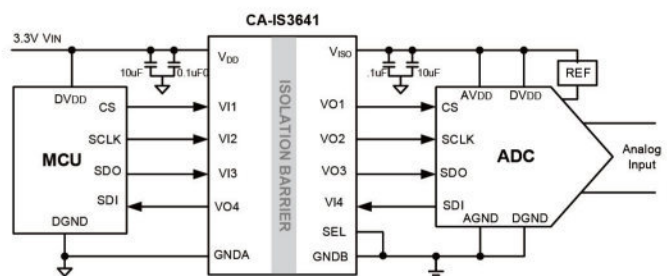 CA-IS3641
3.3V VIN
10uF
0.1uF0
VDD
VISO
.1uF
10uF
REF
DVDD
AVDD
DVDD
MCU
CS
SCLK
SDO
SDI
DGND
VI1
VI2
VI3
VO4
GNDA
ISOLATION BARRIER
VO1
VO2
VO3
VI4
SEL
GNDB
CS
SCLK
SDO
SDI
ADC
AGND
DGND
Analog
Input